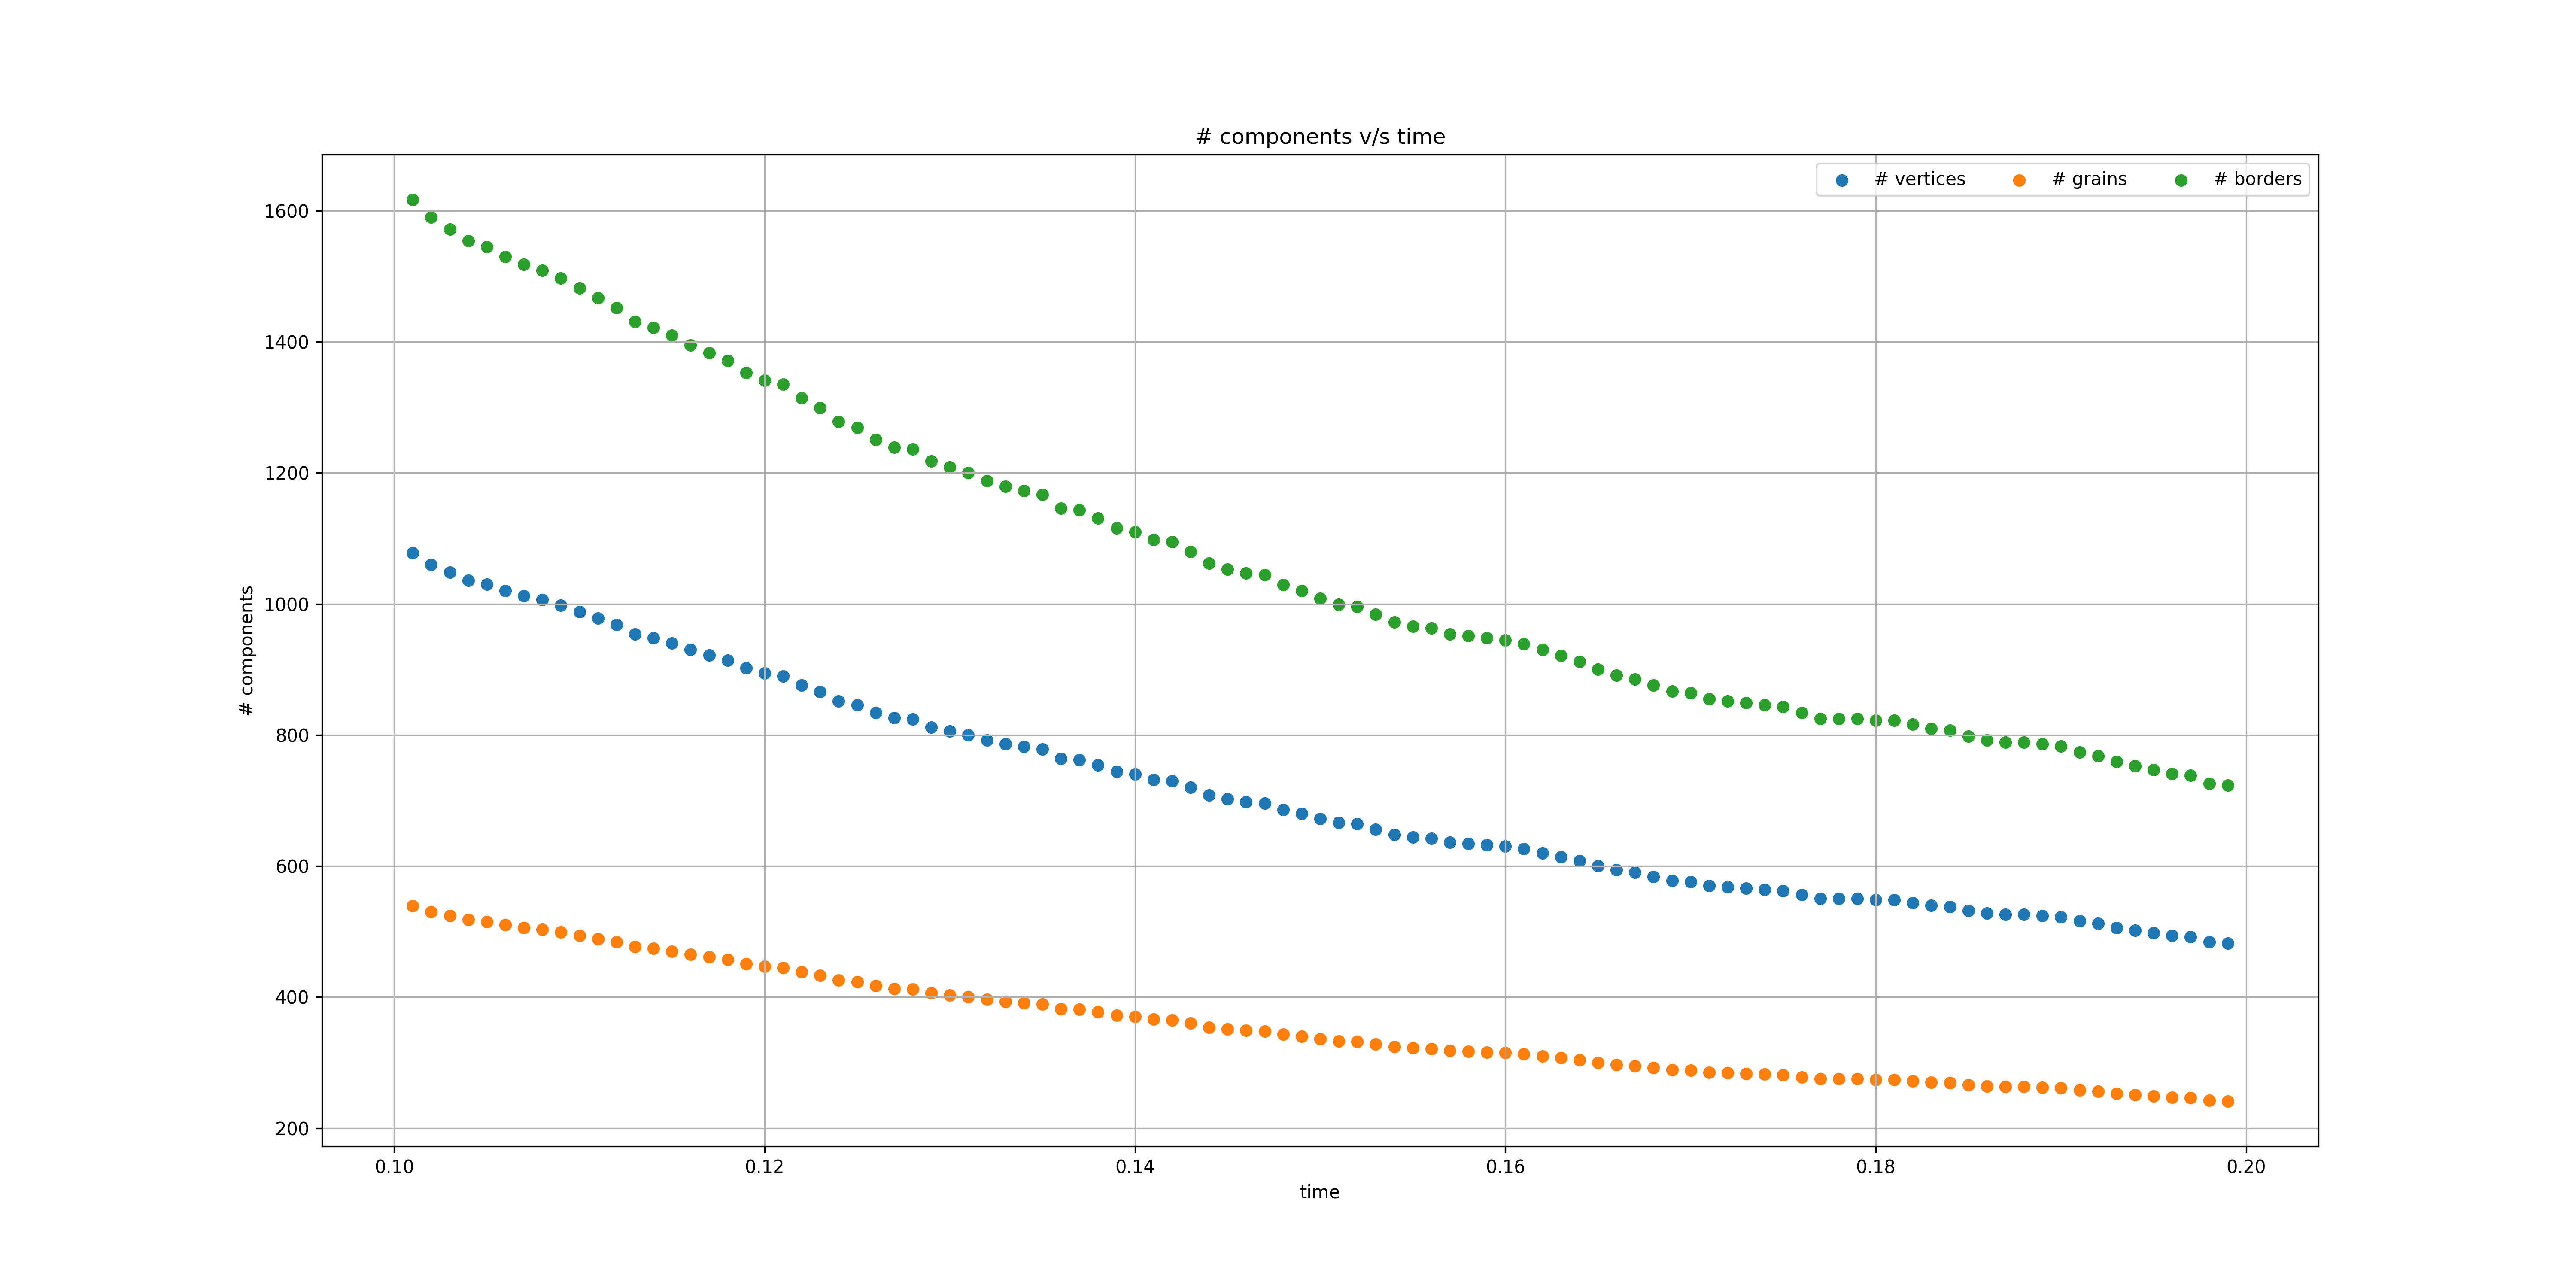 # components v/s time
# vertices # grains # borders
1600
1400
1200
1000
800
600
400
200
# components
0.10 0.12 0.14 0.16 0.18 0.20
time